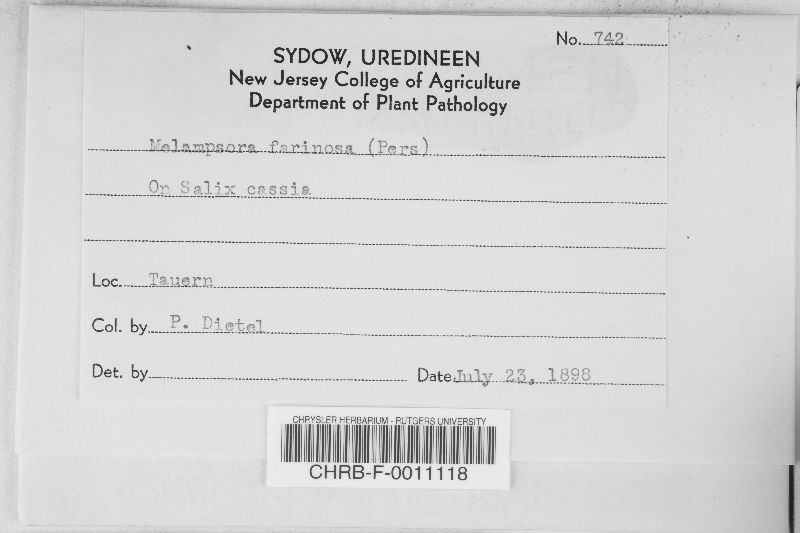 No. 742
SYDOW, UREDINEEN
New Jersey College of Agriculture
Department of Plant Pathology
Melampsora farinosa (Pers)
On Salix cassia
Loc. Tauern
Col. by P. Dietel
Det. by
Date July 23, 1898
CHRYSLER HERBARIUM - RUTGERS UNIVERSITY
CHRB-F-0011118